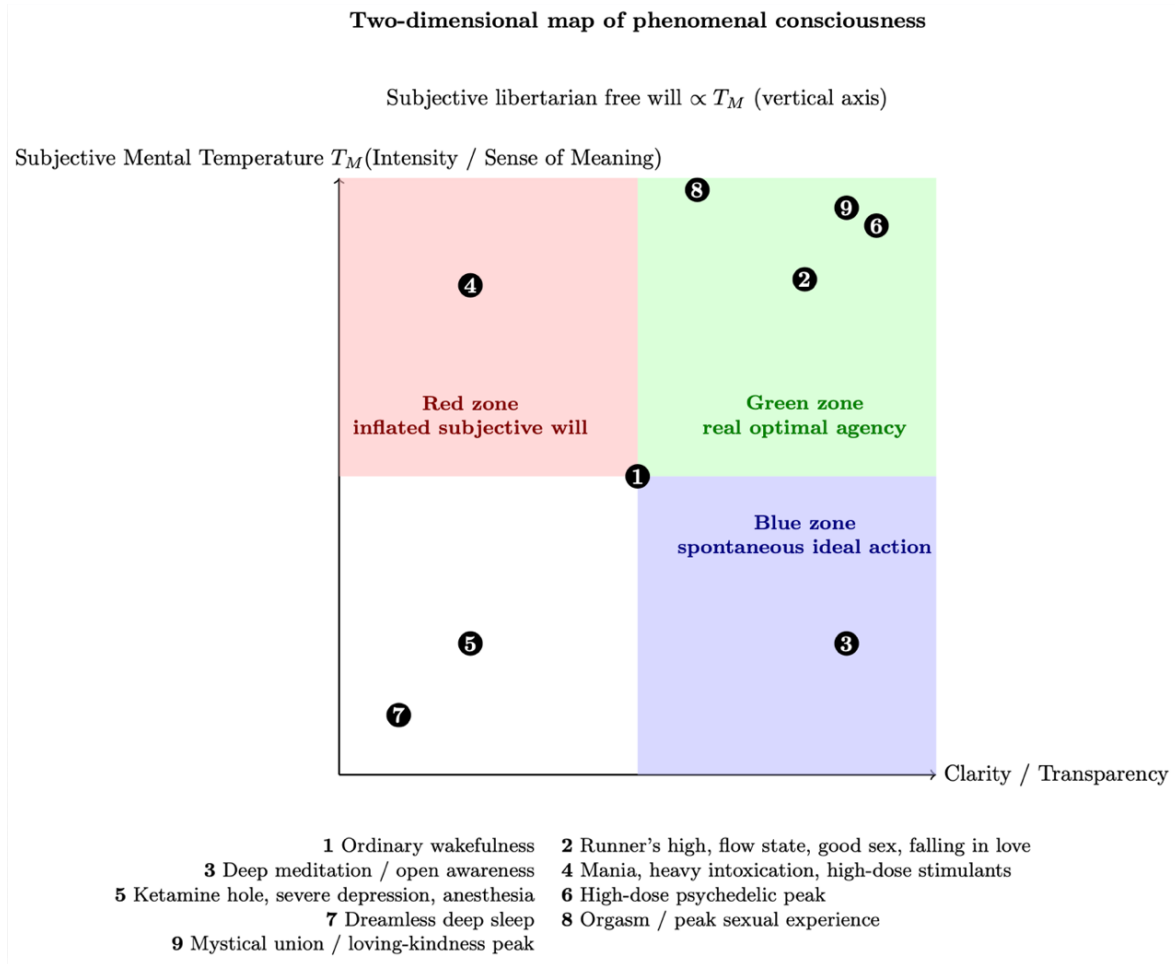 Two-dimensional map of phenomenal consciousness
Subjective libertarian free will ∝ T_M (vertical axis)
Subjective Mental Temperature T_M(Intensity / Sense of Meaning)
8
9
6
4
2
Red zone
inflated subjective will
Green zone
real optimal agency
1
Blue zone
spontaneous ideal action
5
3
7
Clarity / Transparency
1 Ordinary wakefulness 2 Runner's high, flow state, good sex, falling in love
3 Deep meditation / open awareness 4 Mania, heavy intoxication, high-dose stimulants
5 Ketamine hole, severe depression, anesthesia 6 High-dose psychedelic peak
7 Dreamless deep sleep 8 Orgasm / peak sexual experience
9 Mystical union / loving-kindness peak